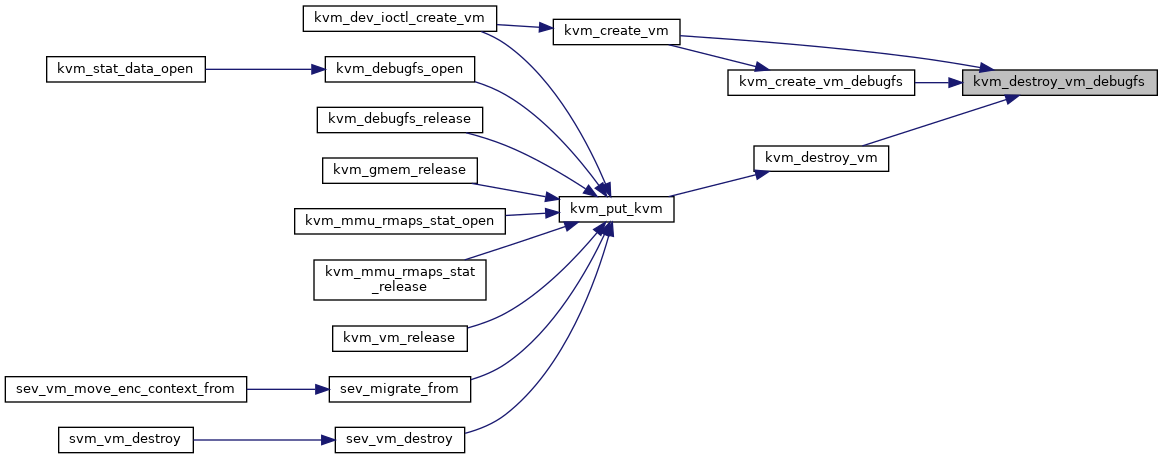 kvm_dev_ioctl_create_vm
kvm_create_vm
kvm_stat_data_open
kvm_debugfs_open
kvm_create_vm_debugfs
kvm_destroy_vm_debugfs
kvm_debugfs_release
kvm_destroy_vm
kvm_gmem_release
kvm_put_kvm
kvm_mmu_rmaps_stat_open
kvm_mmu_rmaps_stat
_release
kvm_vm_release
sev_vm_move_enc_context_from
sev_migrate_from
svm_vm_destroy
sev_vm_destroy